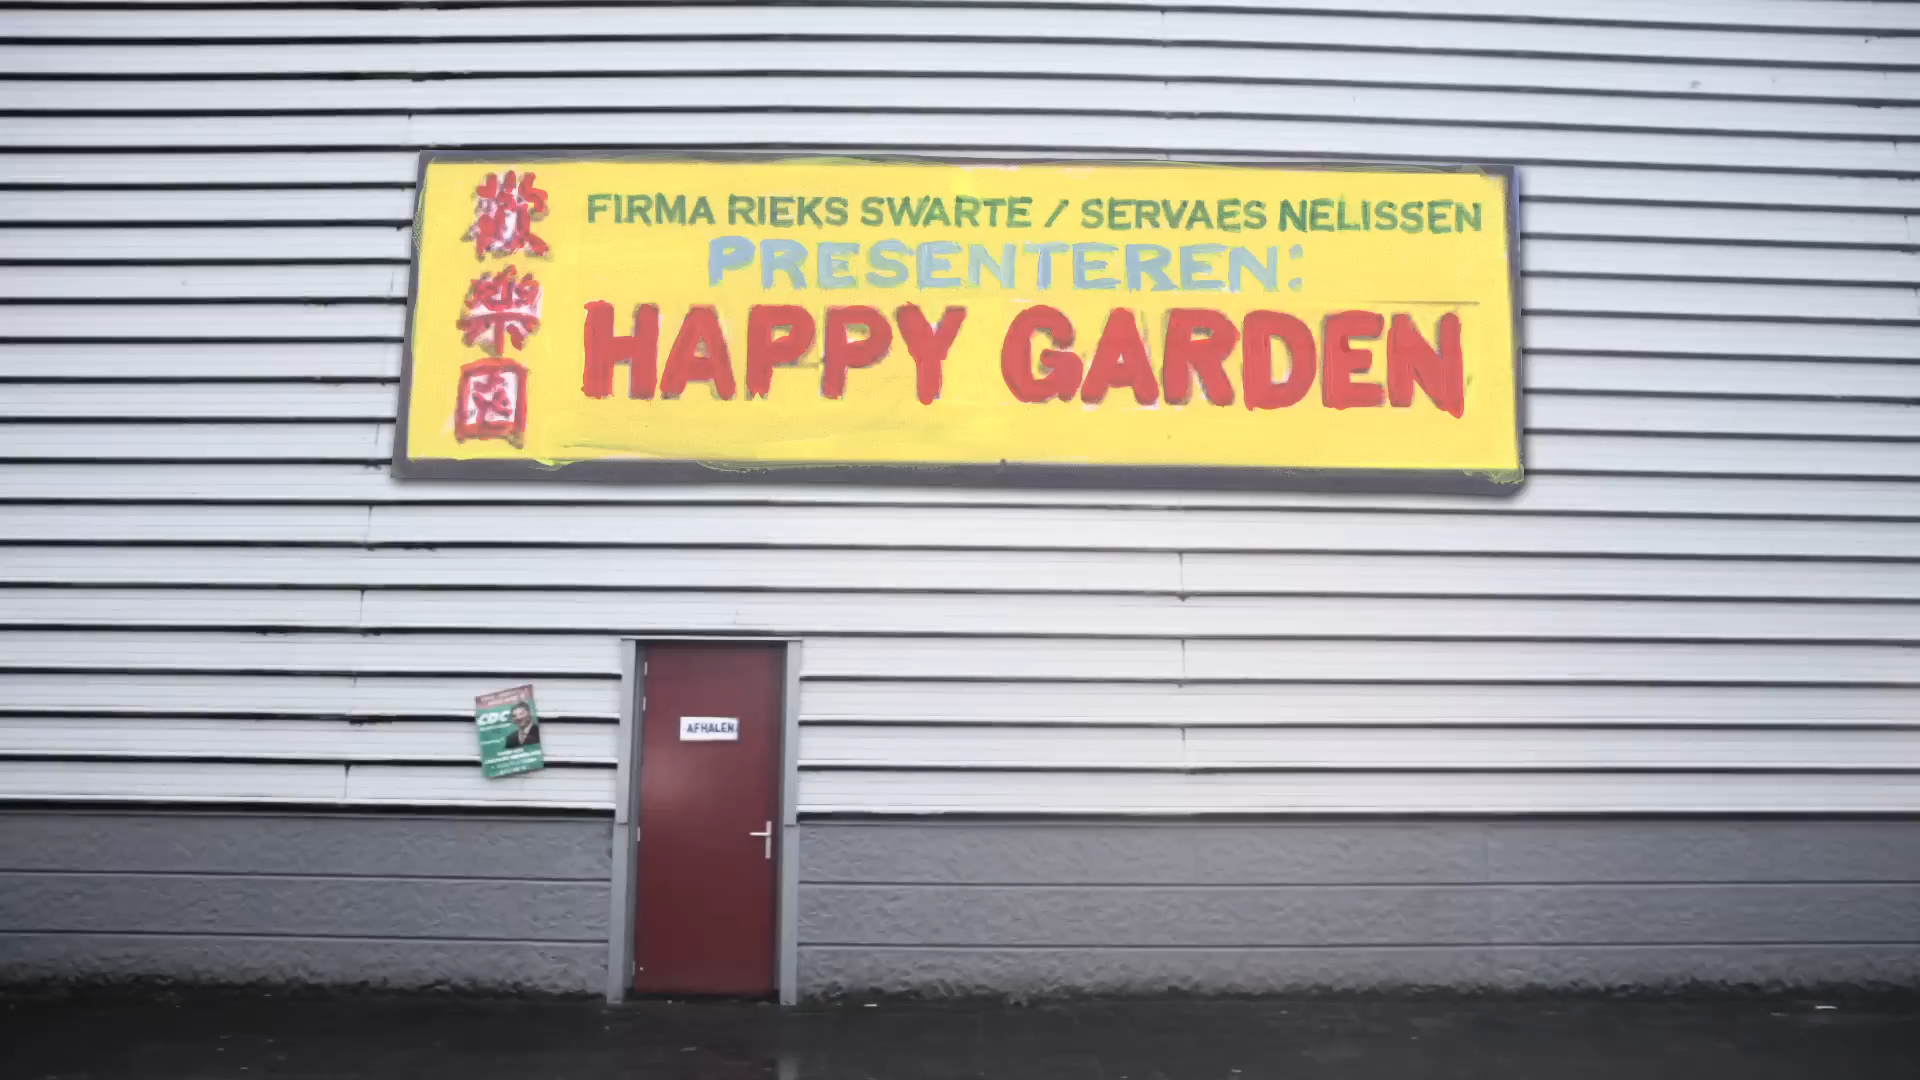 歡樂園
FIRMA RIEKS SWARTE / SERVAES NELISSEN
PRESENTEREN:
HAPPY GARDEN
AFHALEN
CDC